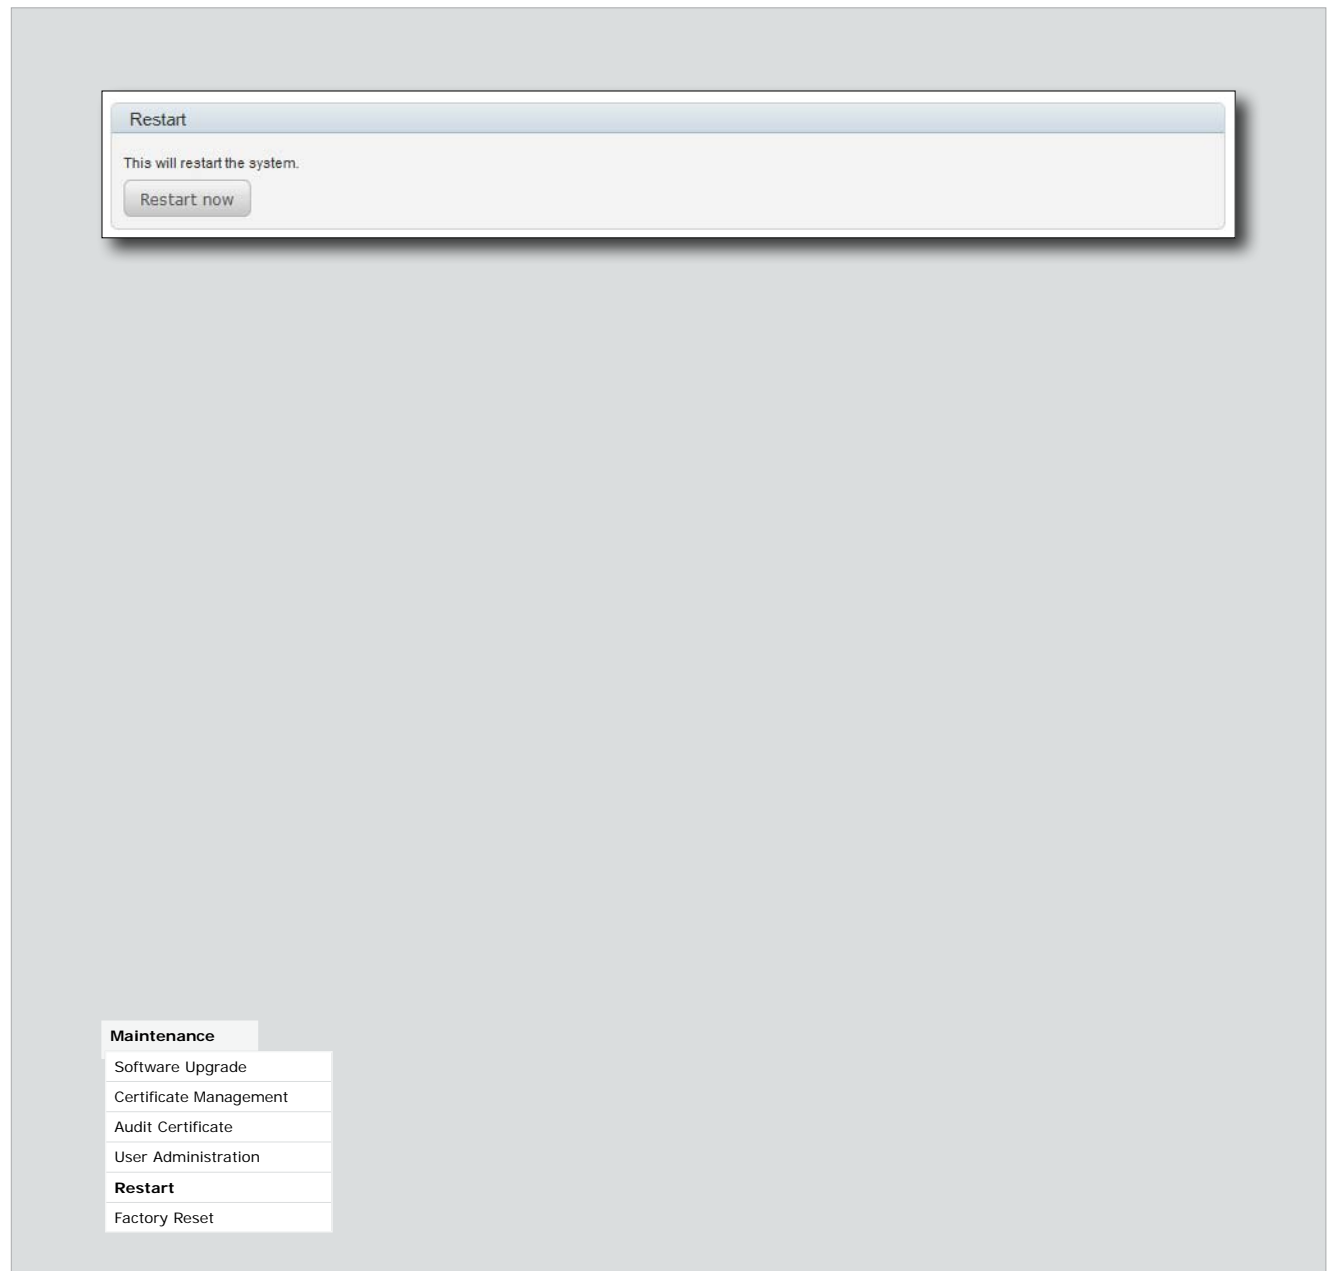 Restart
This will restart the system.
Restart now
Maintenance
Software Upgrade
Certificate Management
Audit Certificate
User Administration
Restart
Factory Reset